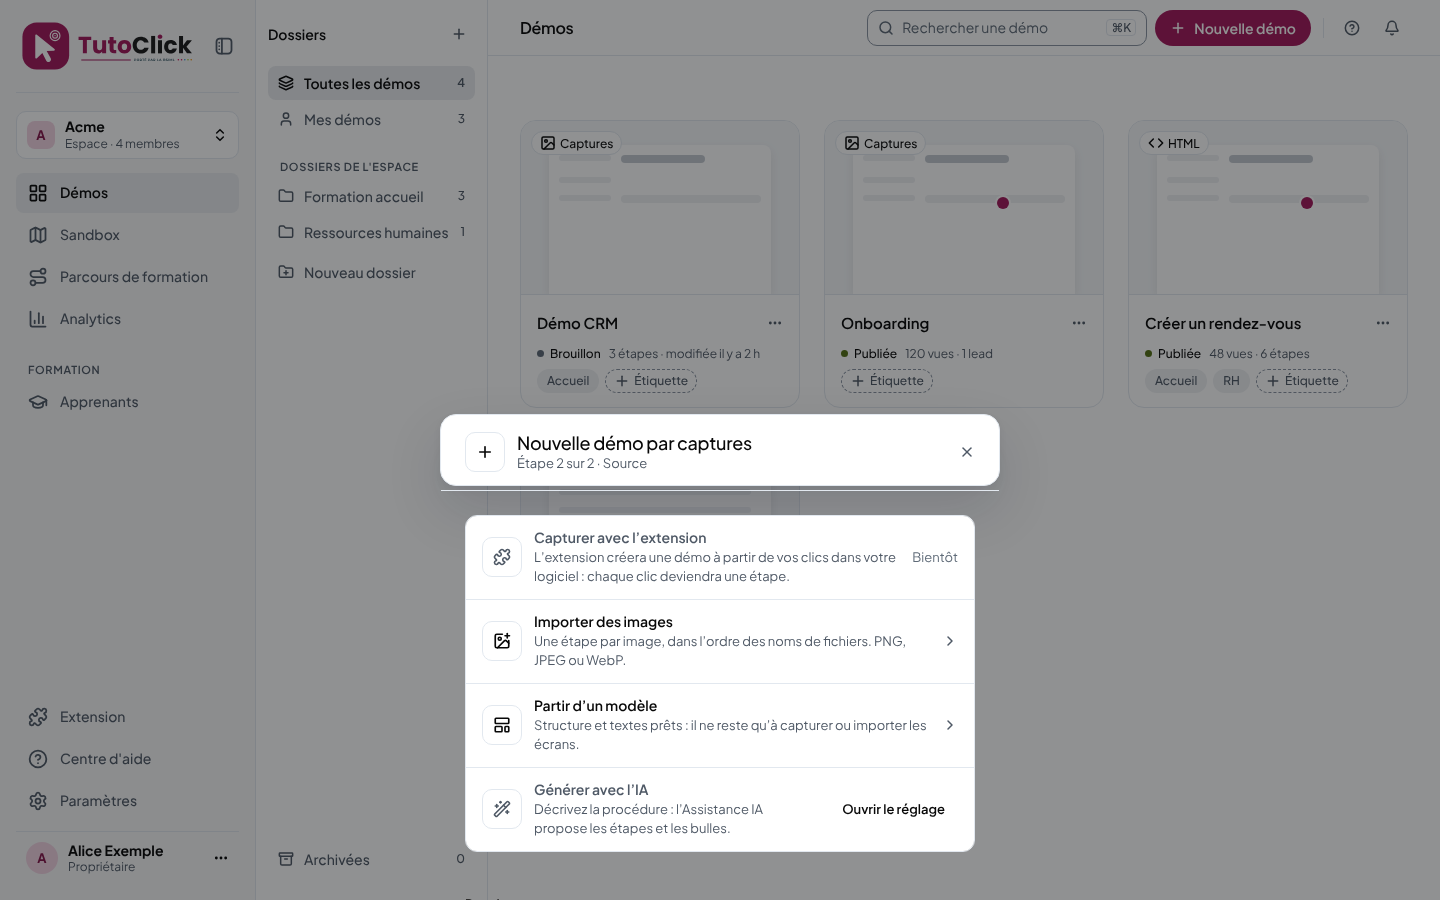 TutoClick
Acme
A
Espace · 4 membres
Démos
Sandbox
Parcours de formation
Analytics
FORMATION
Apprenants
Extension
Centre d'aide
Paramètres
A
Alice Exemple
Propriétaire
Dossiers
Toutes les démos 4
Mes démos 3
DOSSIERS DE L'ESPACE
Formation accueil 3
Ressources humaines 1
Nouveau dossier
Archivées 0
Démos
Rechercher une démo ⌘K
Nouvelle démo
Captures
Démo CRM
Brouillon 3 étapes · modifiée il y a 2 h
Accueil Étiquette
Captures
Onboarding
Publiée 120 vues · 1 lead
Étiquette
HTML
Créer un rendez-vous
Publiée 48 vues · 6 étapes
Accueil RH Étiquette
Nouvelle démo par captures
Étape 2 sur 2 · Source
Capturer avec l’extension
L’extension créera une démo à partir de vos clics dans votre
logiciel : chaque clic deviendra une étape.
Bientôt
Importer des images
Une étape par image, dans l’ordre des noms de fichiers. PNG,
JPEG ou WebP.
Partir d’un modèle
Structure et textes prêts : il ne reste qu’à capturer ou importer les
écrans.
Générer avec l’IA
Décrivez la procédure : l’Assistance IA
propose les étapes et les bulles.
Ouvrir le réglage